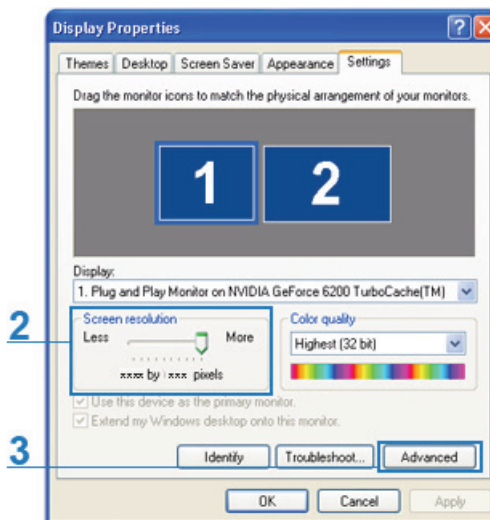 Display Properties
Themes Desktop Screen Saver Appearance Settings
Drag the monitor icons to match the physical arrangement of your monitors.
1 2
Display:
1. Plug and Play Monitor on NVIDIA GeForce 6200 TurboCache(TM)
2
Screen resolution
Less More
xxxx by xxx pixels
Color quality
Highest (32 bit)
Use this device as the primary monitor.
Extend my Windows desktop onto this monitor.
3
Identify Troubleshoot... Advanced
OK Cancel Apply